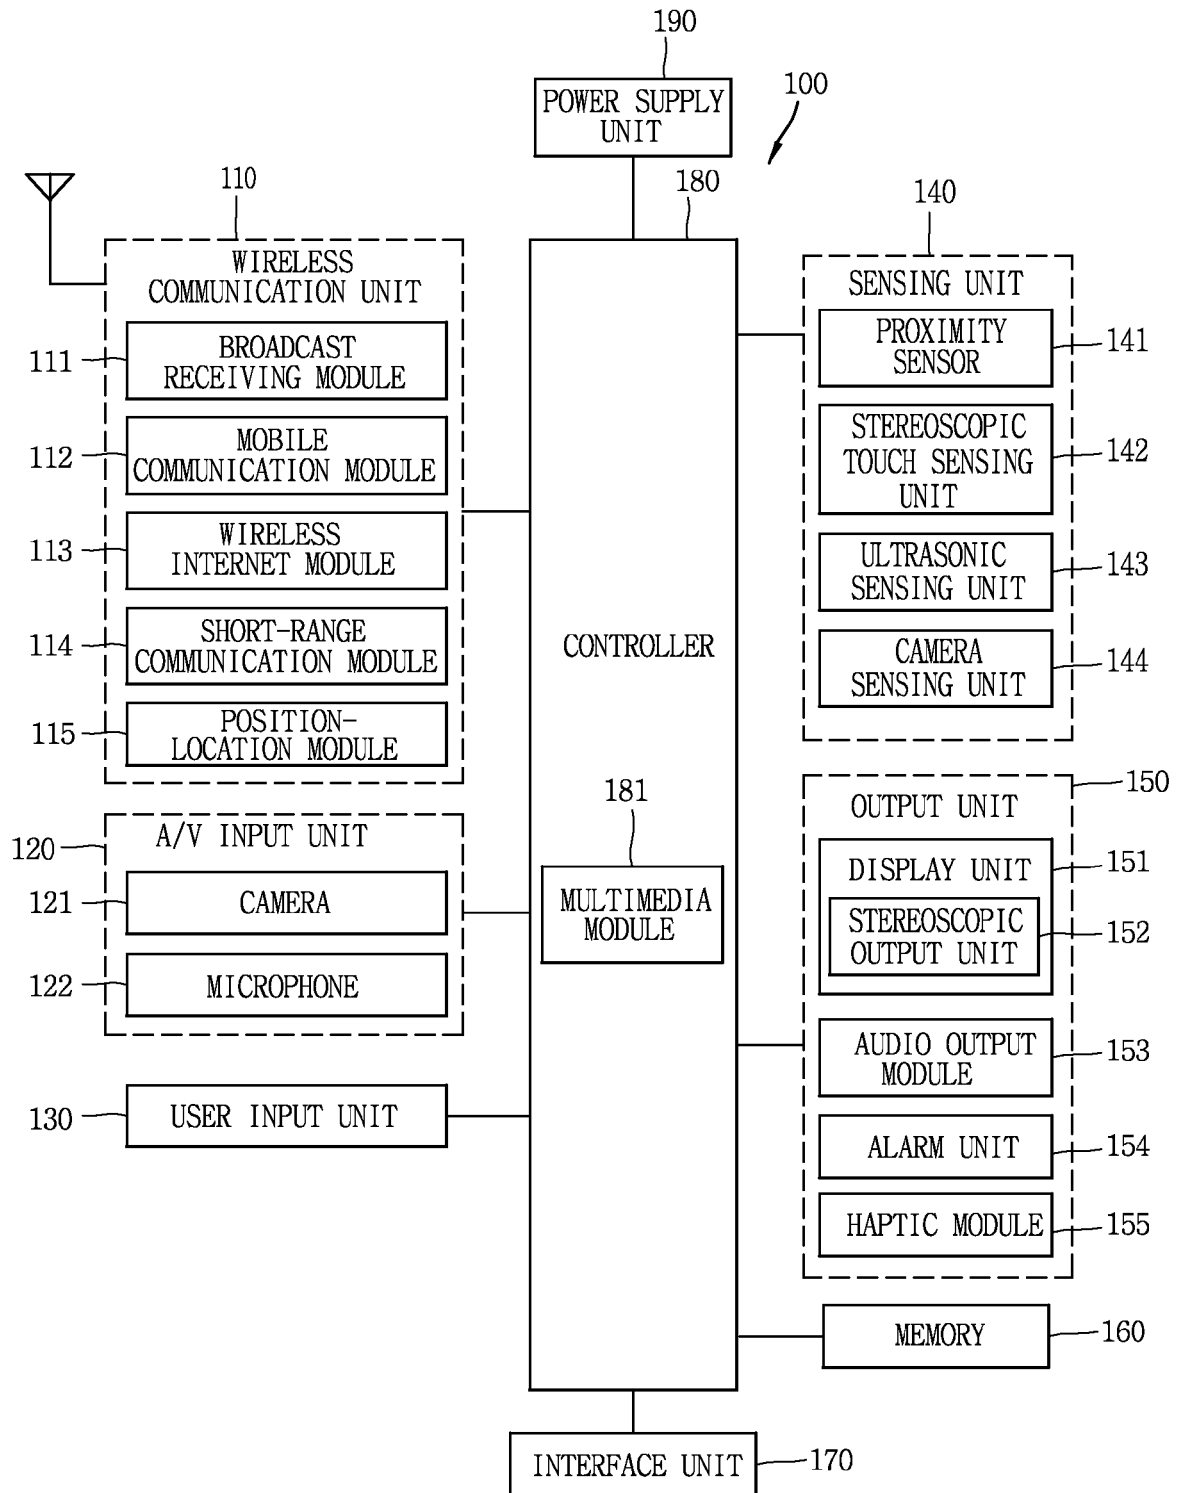 190
POWER SUPPLY
UNIT
100
180
110
WIRELESS
COMMUNICATION UNIT
111
BROADCAST
RECEIVING MODULE
112
MOBILE
COMMUNICATION MODULE
113
WIRELESS
INTERNET MODULE
114
SHORT-RANGE
COMMUNICATION MODULE
115
POSITION-
LOCATION MODULE
120
A/V INPUT UNIT
121
CAMERA
122
MICROPHONE
130
USER INPUT UNIT
CONTROLLER
181
MULTIMEDIA
MODULE
140
SENSING UNIT
PROXIMITY
SENSOR
141
STEREOSCOPIC
TOUCH SENSING
UNIT
142
ULTRASONIC
SENSING UNIT
143
CAMERA
SENSING UNIT
144
150
OUTPUT UNIT
DISPLAY UNIT
151
STEREOSCOPIC
OUTPUT UNIT
152
AUDIO OUTPUT
MODULE
153
ALARM UNIT
154
HAPTIC MODULE
155
MEMORY
160
INTERFACE UNIT
170